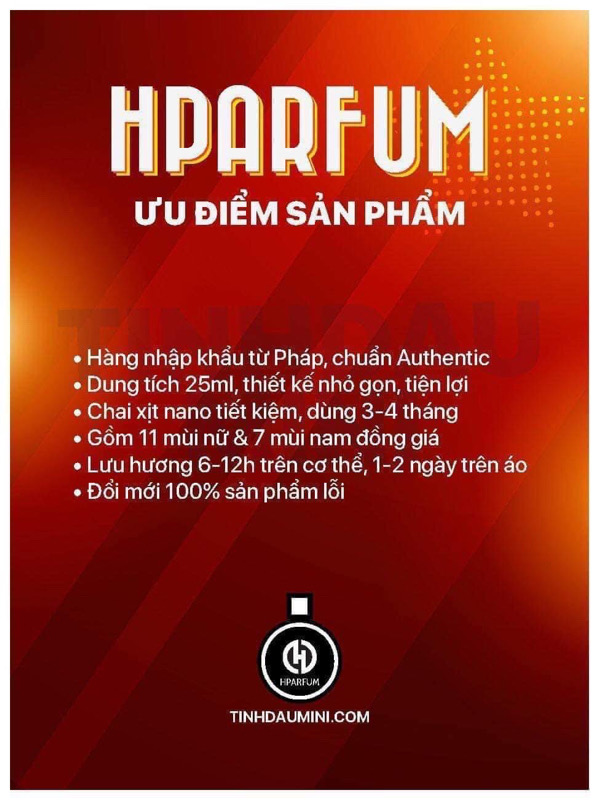 HPARFUM
ƯU ĐIỂM SẢN PHẨM
TINHDAU
• Hàng nhập khẩu từ Pháp, chuẩn Authentic
• Dung tích 25ml, thiết kế nhỏ gọn, tiện lợi
• Chai xịt nano tiết kiệm, dùng 3-4 tháng
• Gồm 11 mùi nữ & 7 mùi nam đồng giá
• Lưu hương 6-12h trên cơ thể, 1-2 ngày trên áo
• Đổi mới 100% sản phẩm lỗi
HPARFUM
TINHDAUMINI.COM